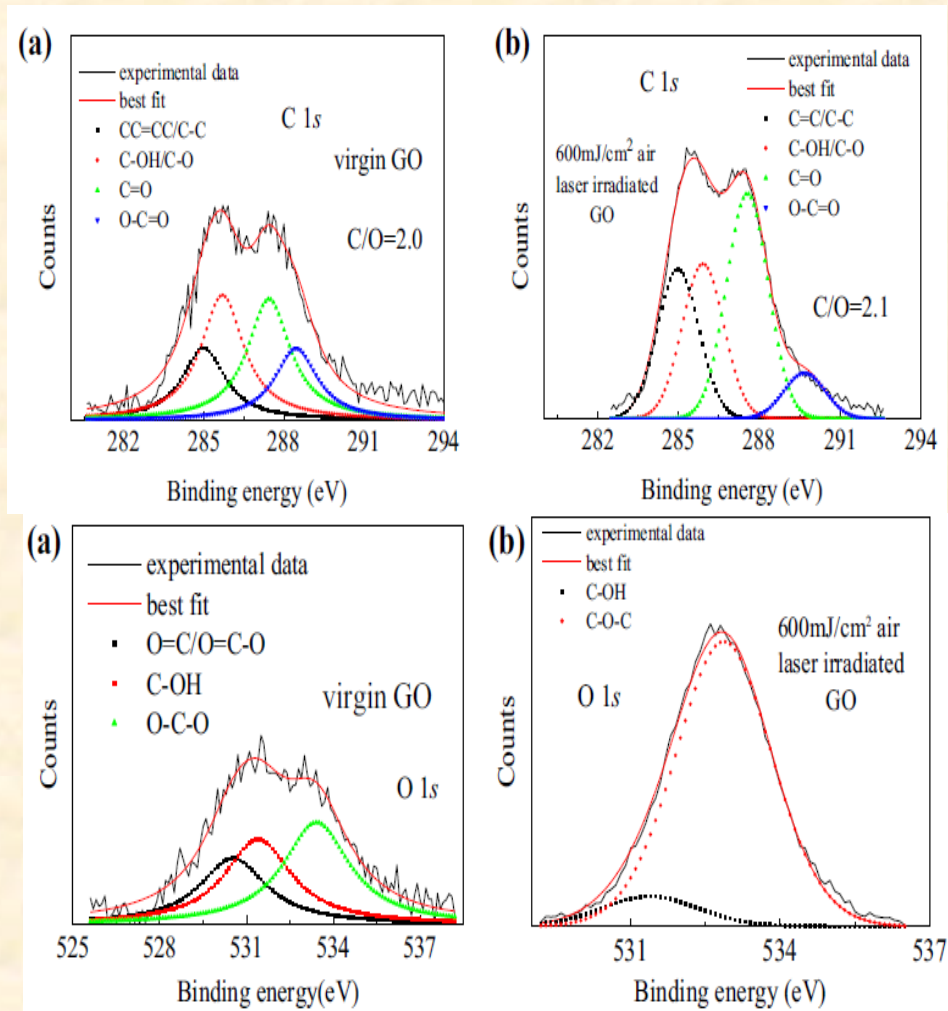 (a)
experimental data
best fit
CC=CC/C-C
C-OH/C-O
C=O
O-C=O
C 1s
virgin GO
C/O=2.0
Counts
282 285 288 291 294
Binding energy (eV)
(b)
experimental data
best fit
C=C/C-C
C-OH/C-O
C=O
O-C=O
C 1s
600mJ/cm² air
laser irradiated
GO
C/O=2.1
Counts
282 285 288 291 294
Binding energy (eV)
(a)
experimental data
best fit
O=C/O=C-O
C-OH
O-C-O
virgin GO
O 1s
Counts
525 528 531 534 537
Binding energy(eV)
(b)
experimental data
best fit
C-OH
C-O-C
600mJ/cm² air
laser irradiated
GO
O 1s
Counts
531 534 537
Binding energy (eV)